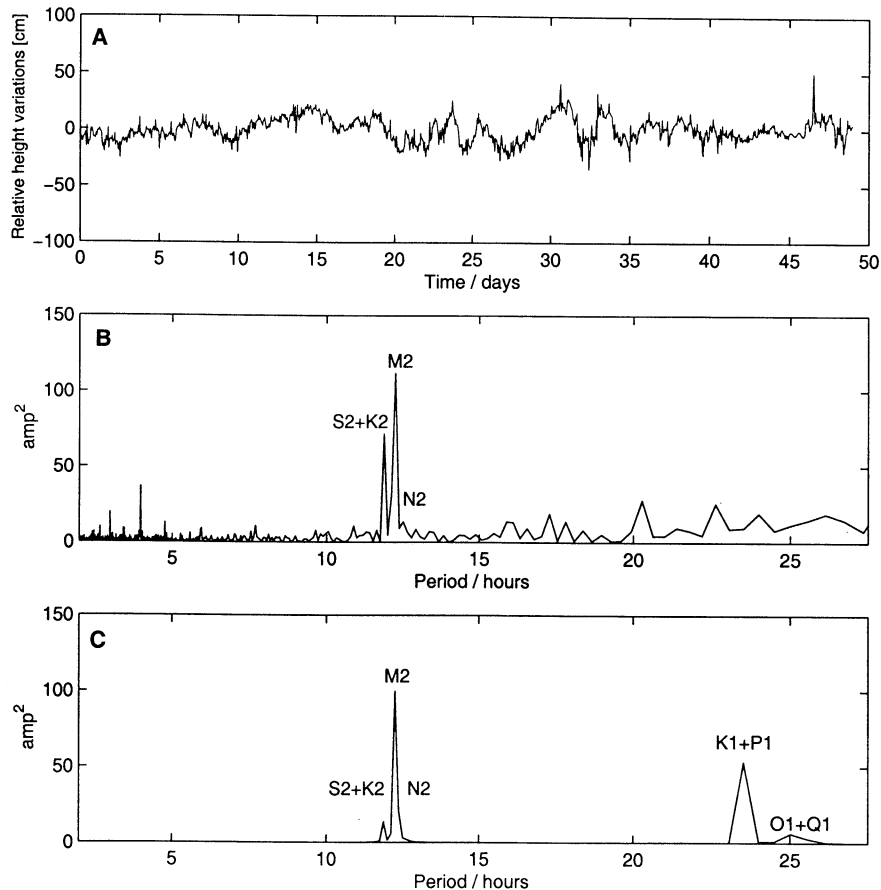 A
Relative height variations [cm]
100
50
0
−50
−100
0 5 10 15 20 25 30 35 40 45 50
Time / days
B
amp2
150
100
50
0
M2
S2+K2
N2
5 10 15 20 25
Period / hours
C
amp2
150
100
50
0
M2
S2+K2 N2
K1+P1
O1+Q1
5 10 15 20 25
Period / hours